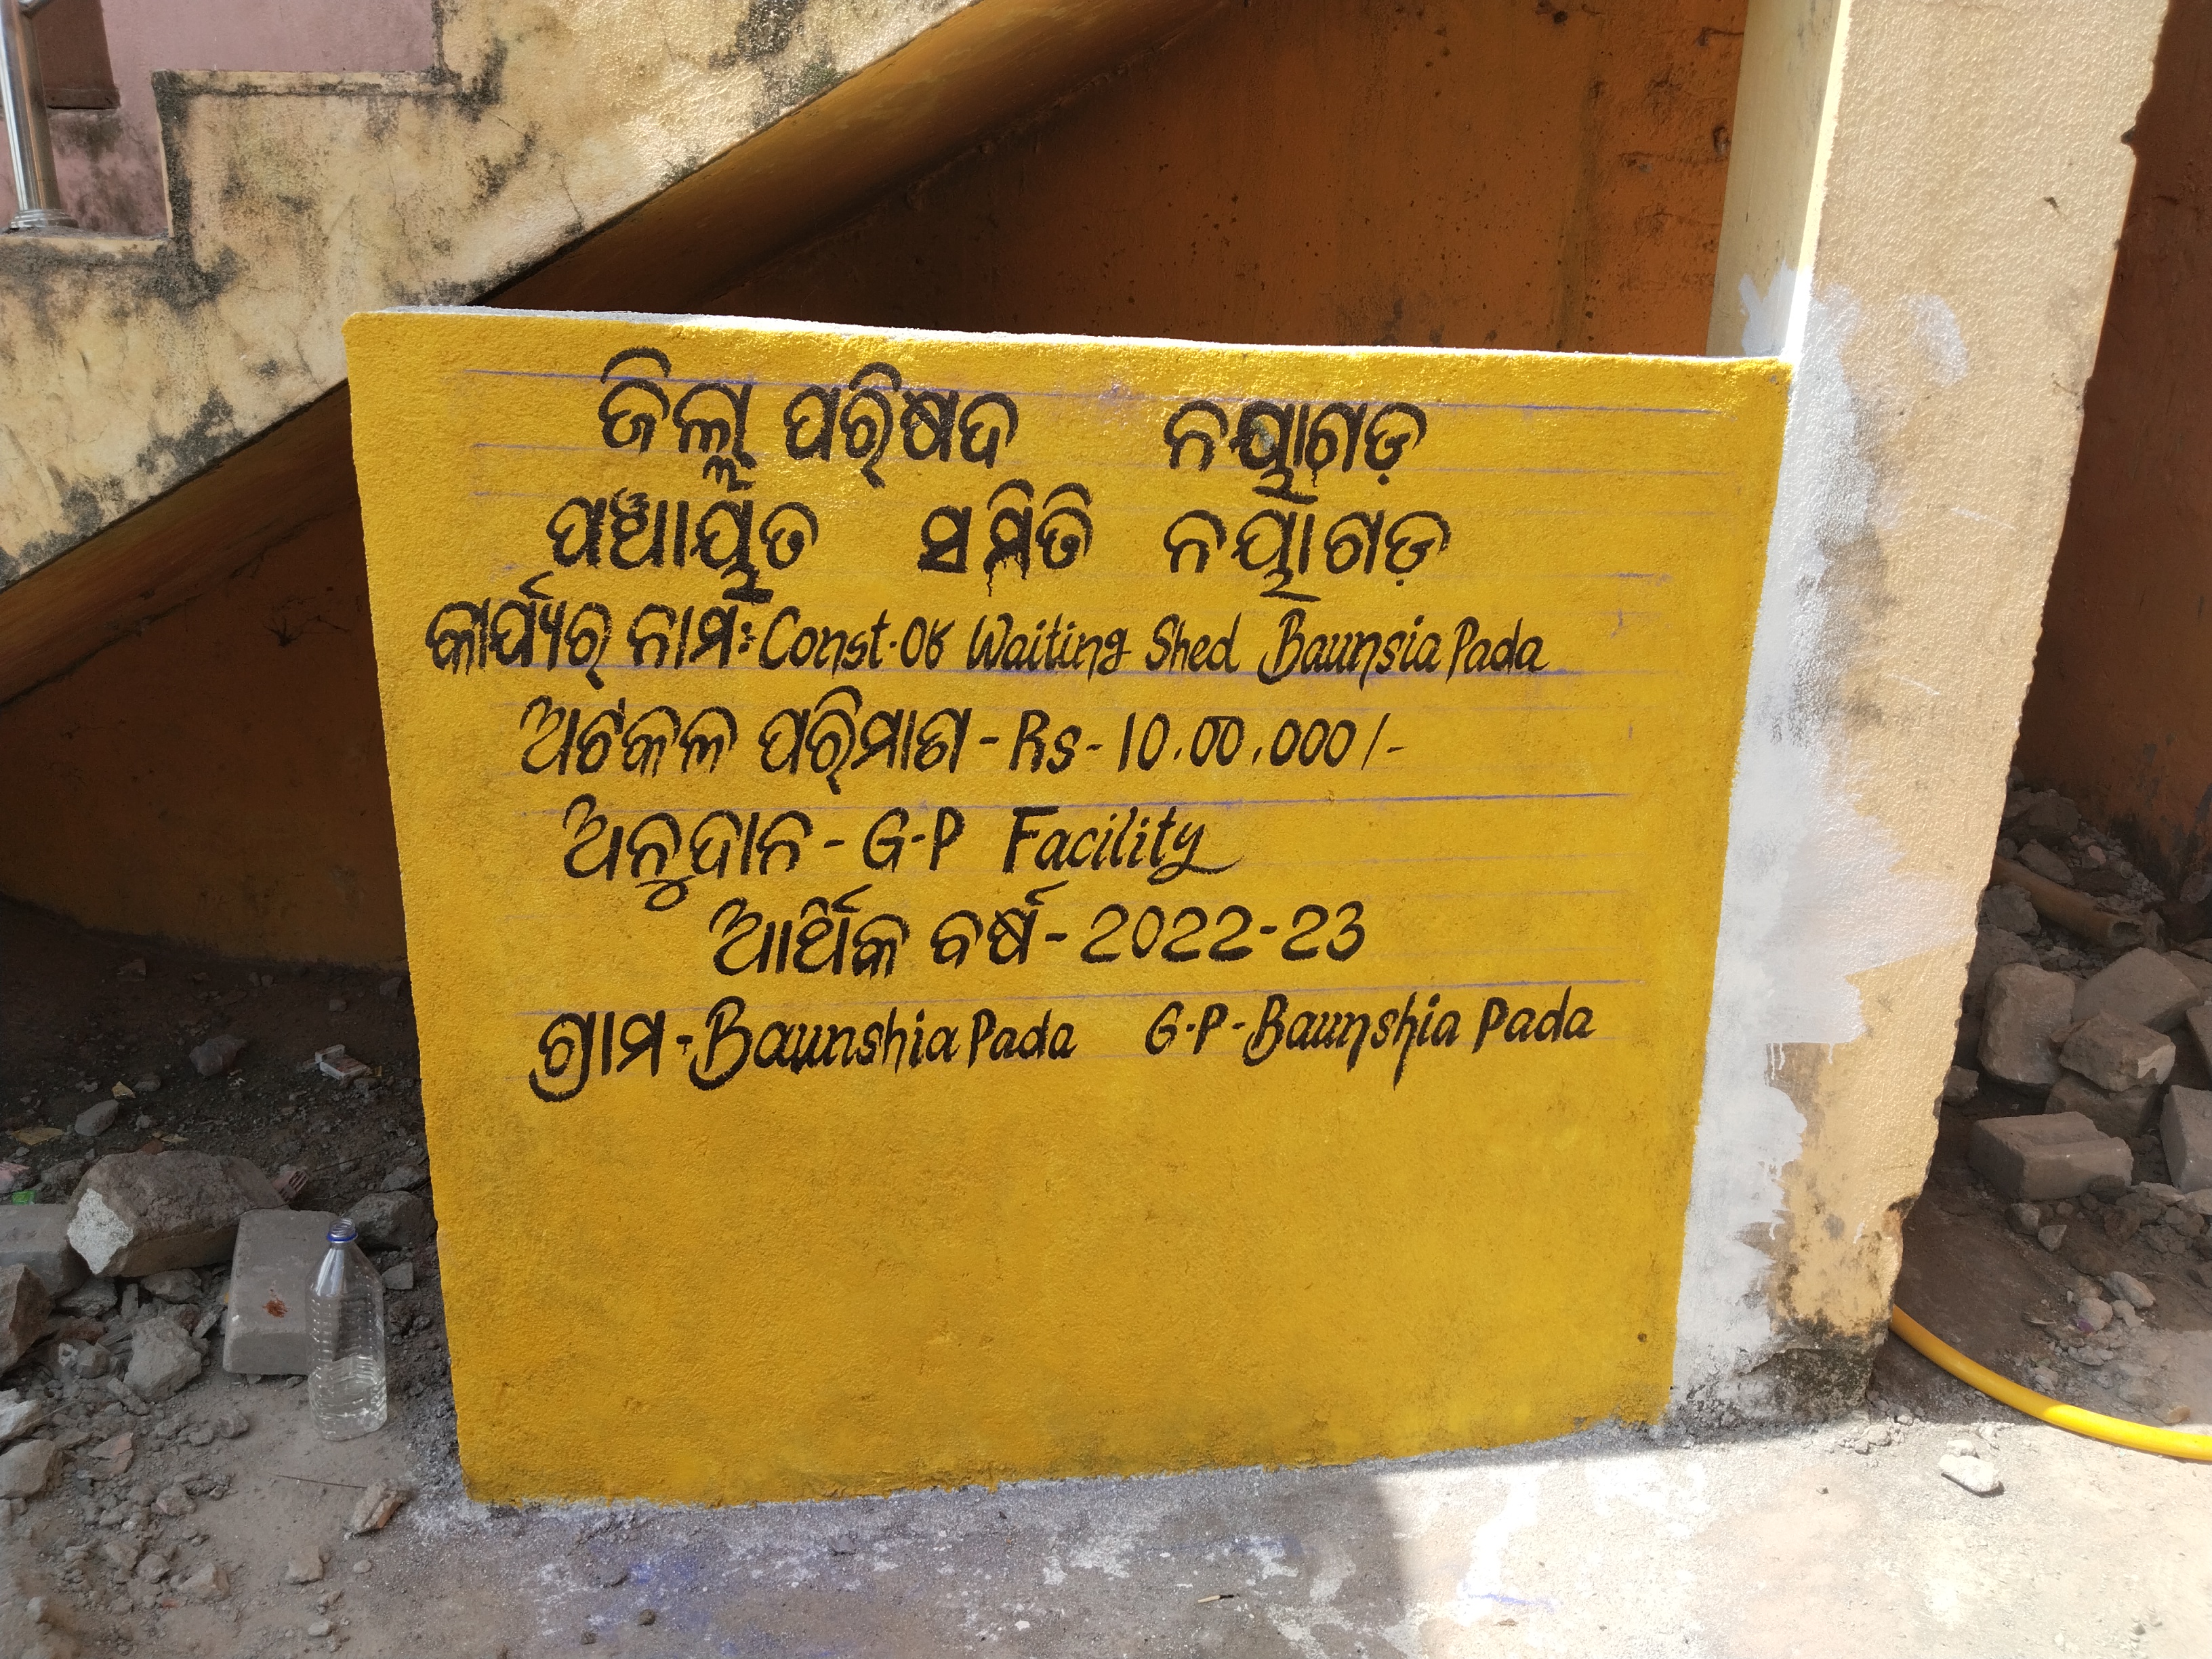 ଜିଲ୍ଲା ପରିଷଦ ନୟାଗଡ଼
ପଞ୍ଚାୟତ ସମିତି ନୟାଗଡ଼
କାର୍ଯ୍ୟର ନାମ: Const. Of Waiting Shed Baunsia Pada
ଅଟକଳ ପରିମାଣ - Rs - 10,00,000/-
ଅନୁଦାନ - G-P Facility
ଆର୍ଥିକ ବର୍ଷ - 2022-23
ଗ୍ରାମ - Baunshia Pada G.P - Baunshia Pada